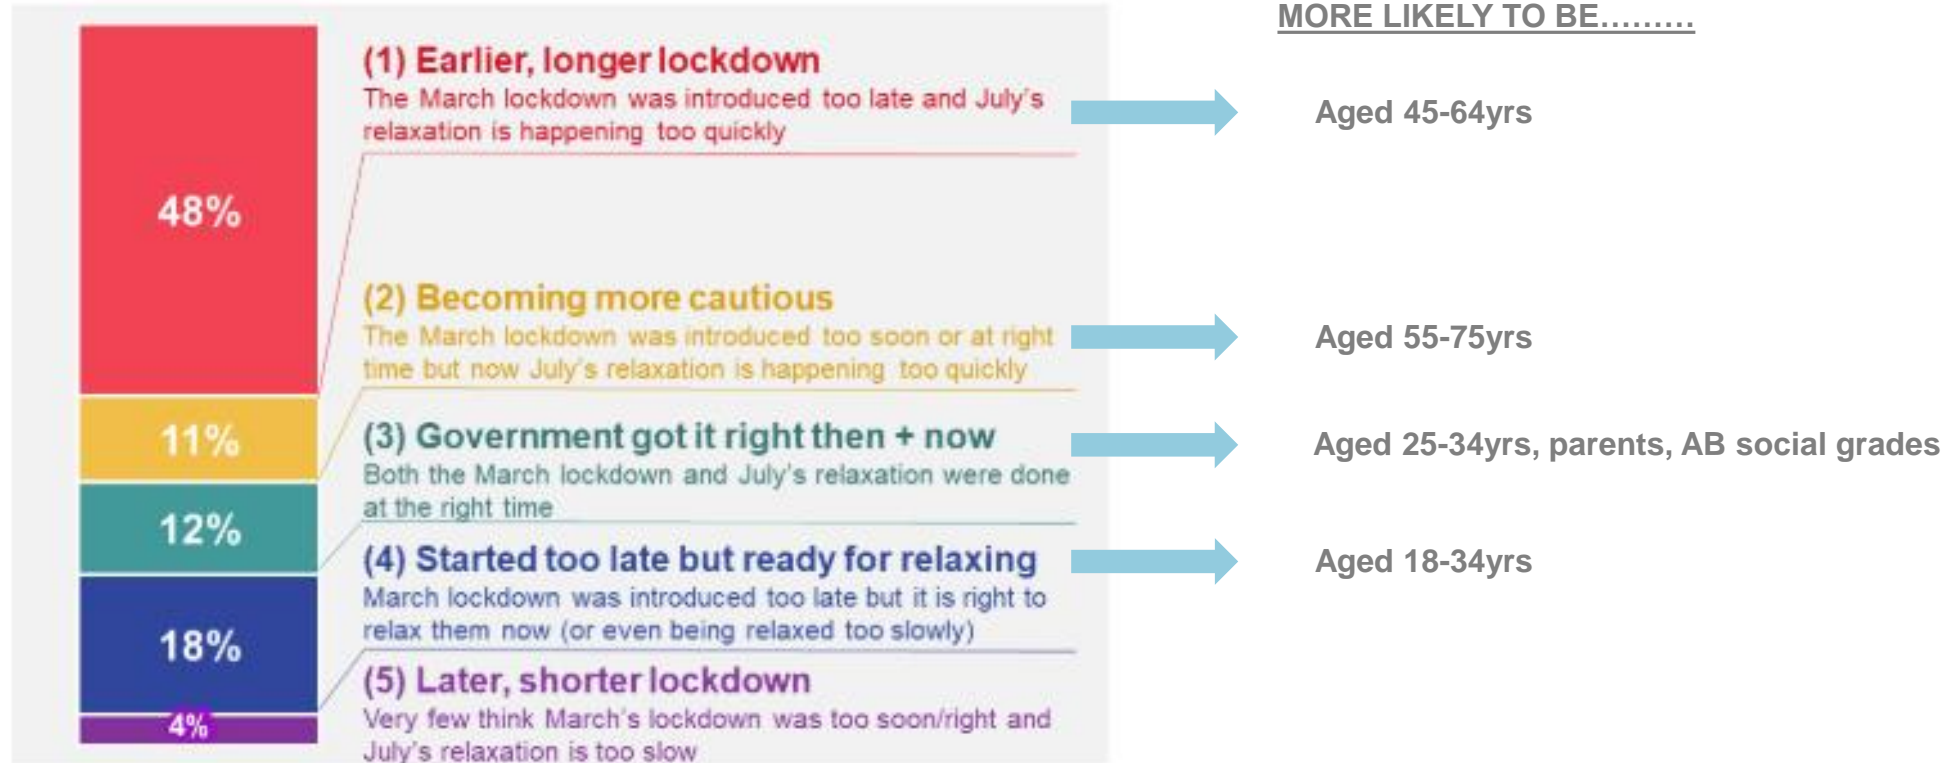 MORE LIKELY TO BE.........
48%
(1) Earlier, longer lockdown
The March lockdown was introduced too late and July's
relaxation is happening too quickly
Aged 45-64yrs
11%
(2) Becoming more cautious
The March lockdown was introduced too soon or at right
time but now July's relaxation is happening too quickly
Aged 55-75yrs
12%
(3) Government got it right then + now
Both the March lockdown and July's relaxation were done
at the right time
Aged 25-34yrs, parents, AB social grades
18%
(4) Started too late but ready for relaxing
March lockdown was introduced too late but it is right to
relax them now (or even being relaxed too slowly)
Aged 18-34yrs
4%
(5) Later, shorter lockdown
Very few think March's lockdown was too soon/right and
July's relaxation is too slow